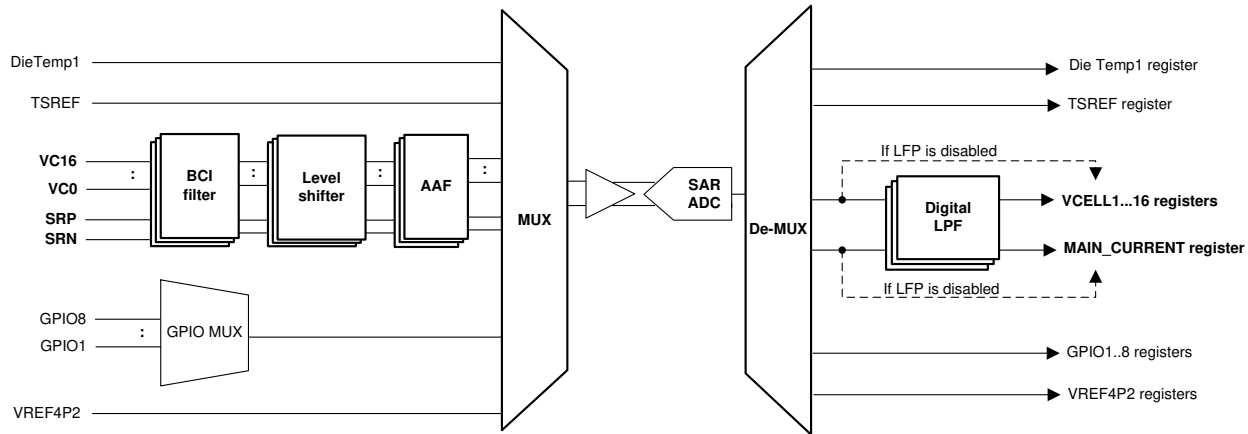 DieTemp1
TSREF
VC16
:
VC0
SRP
SRN
BCI
filter
:
Level
shifter
:
AAF
:
GPIO8
:
GPIO1
GPIO MUX
VREF4P2
MUX
SAR
ADC
De-MUX
Die Temp1 register
TSREF register
If LFP is disabled
Digital
LPF
VCELL1...16 registers
MAIN_CURRENT register
If LFP is disabled
GPIO1..8 registers
VREF4P2 registers